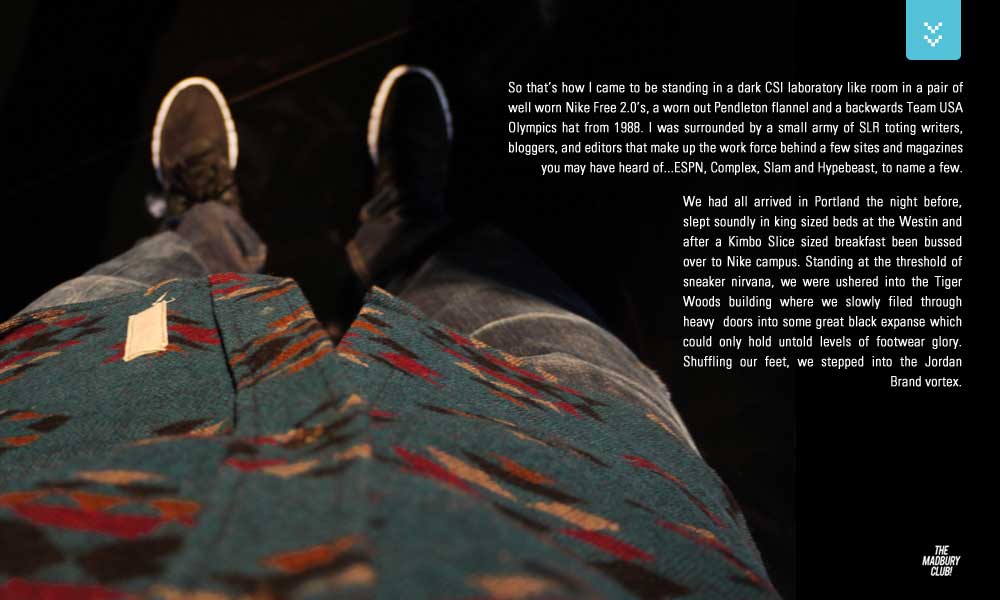 So that's how I came to be standing in a dark CSI laboratory like room in a pair of
well worn Nike Free 2.0's, a worn out Pendleton flannel and a backwards Team USA
Olympics hat from 1988. I was surrounded by a small army of SLR toting writers,
bloggers, and editors that make up the work force behind a few sites and magazines
you may have heard of...ESPN, Complex, Slam and Hypebeast, to name a few.
We had all arrived in Portland the night before,
slept soundly in king sized beds at the Westin and
after a Kimbo Slice sized breakfast been bussed
over to Nike campus. Standing at the threshold of
sneaker nirvana, we were ushered into the Tiger
Woods building where we slowly filed through
heavy doors into some great black expanse which
could only hold untold levels of footwear glory.
Shuffling our feet, we stepped into the Jordan
Brand vortex.
THE
MADBURY
CLUB!